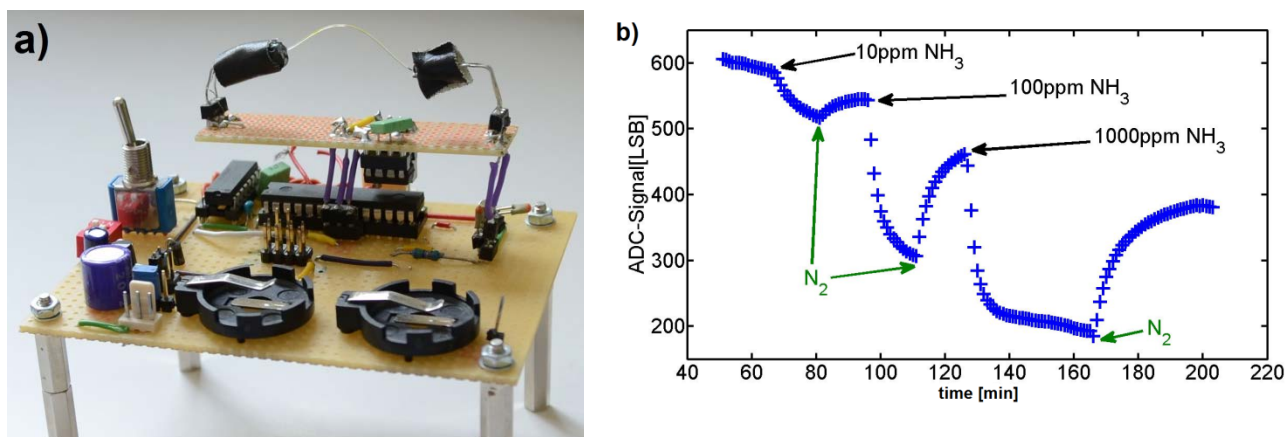 a)
b)
600
500
400
300
200
ADC-Signal[LSB]
10ppm NH3
100ppm NH3
1000ppm NH3
N2
N2
40 60 80 100 120 140 160 180 200 220
time [min]